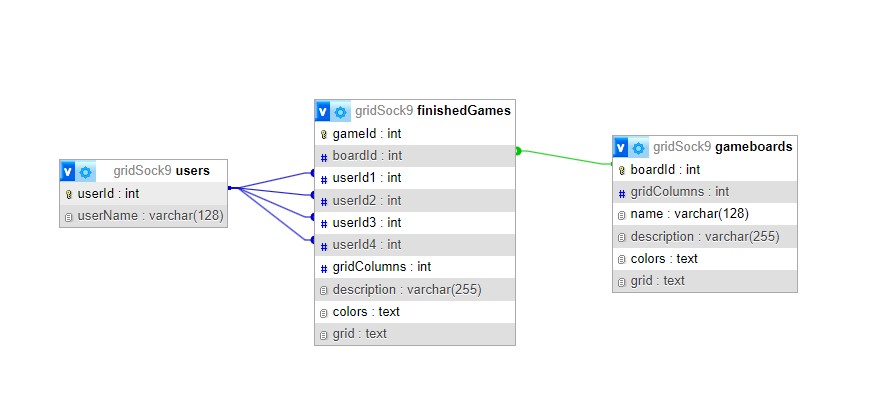 gridSock9 users
userId : int
userName : varchar(128)
gridSock9 finishedGames
gameId : int
boardId : int
userId1 : int
userId2 : int
userId3 : int
userId4 : int
gridColumns : int
description : varchar(255)
colors : text
grid : text
gridSock9 gameboards
boardId : int
gridColumns : int
name : varchar(128)
description : varchar(255)
colors : text
grid : text